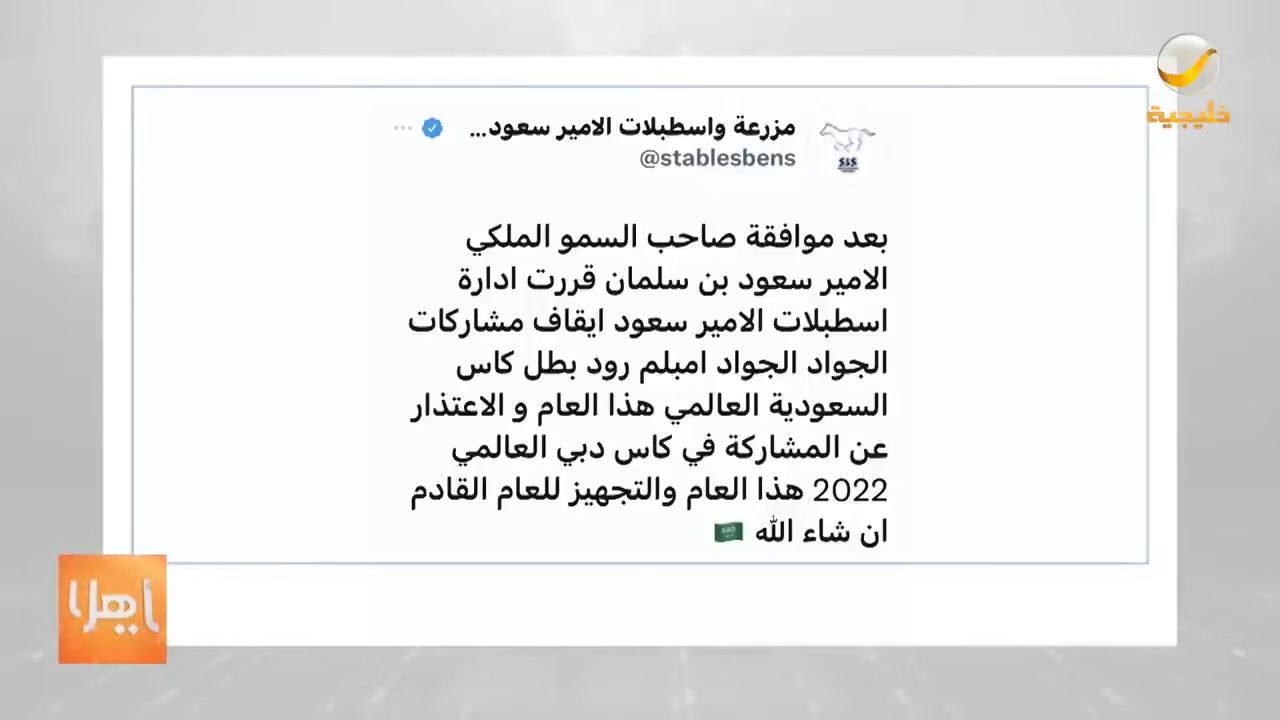 خليجية
مزرعة واسطبلات الامير سعود...
@stablesbens
$$$
بعد موافقة صاحب السمو الملكي
الامير سعود بن سلمان قررت ادارة
اسطبلات الامير سعود ايقاف مشاركات
الجواد الجواد امبلم رود بطل كاس
السعودية العالمي هذا العام و الاعتذار
عن المشاركة في كاس دبي العالمي
2022 هذا العام والتجهيز للعام القادم
ان شاء الله
ياهلا